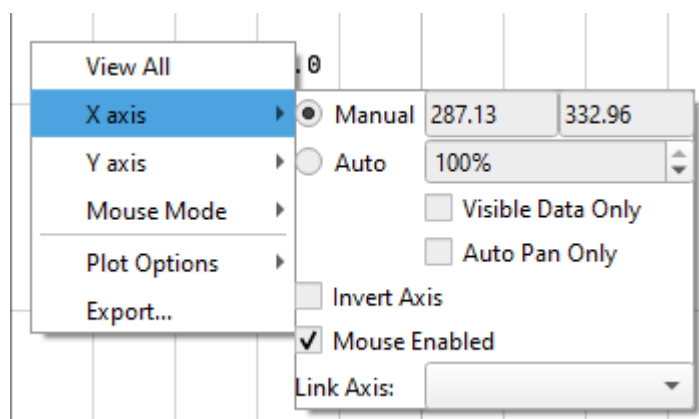 View All
.0
X axis
Manual 287.13 332.96
Y axis
Auto 100%
Mouse Mode
Visible Data Only
Plot Options
Auto Pan Only
Export...
Invert Axis
Mouse Enabled
Link Axis: